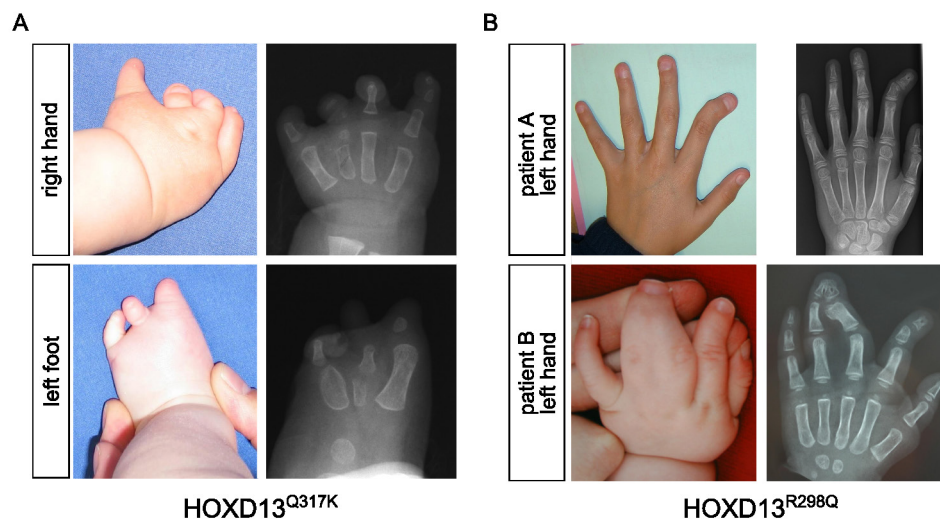 A
B
right hand
left foot
patient A
left hand
patient B
left hand
HOXD13Q317K
HOXD13R298Q